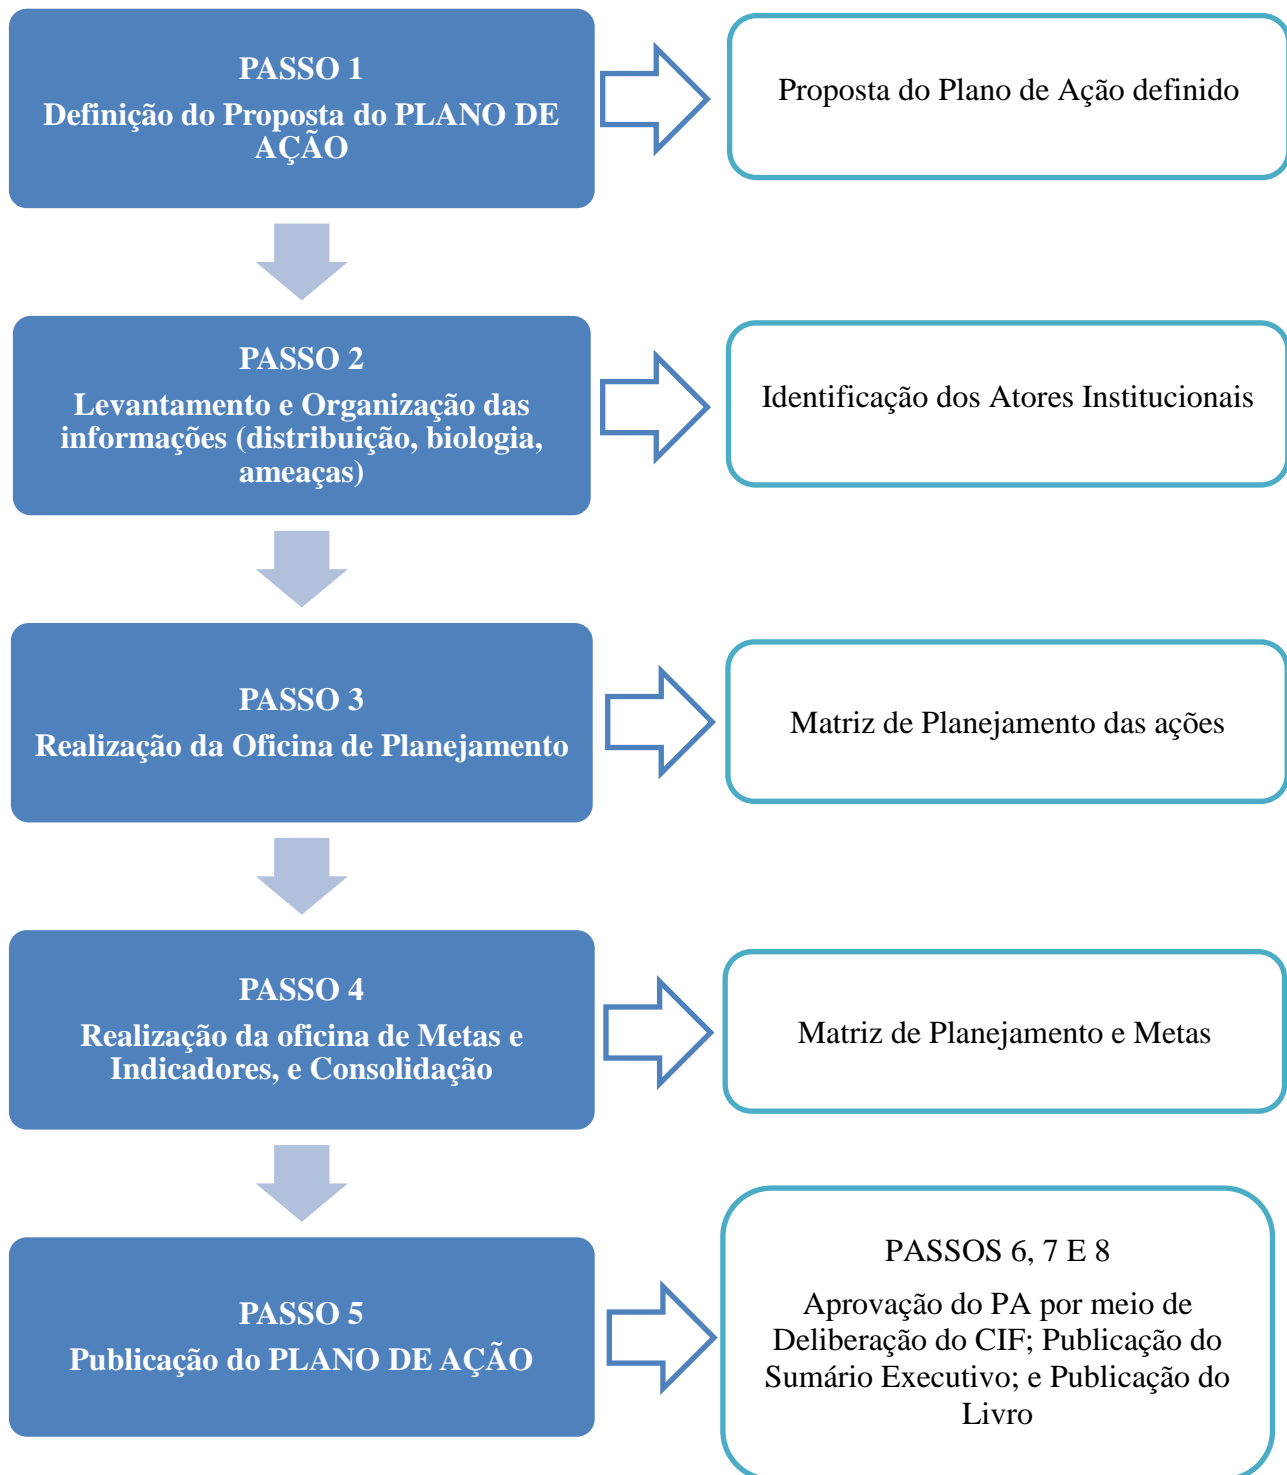 PASSO 1
Definição do Proposta do PLANO DE
AÇÃO
Proposta do Plano de Ação definido
PASSO 2
Levantamento e Organização das
informações (distribuição, biologia,
ameaças)
Identificação dos Atores Institucionais
PASSO 3
Realização da Oficina de Planejamento
Matriz de Planejamento das ações
PASSO 4
Realização da oficina de Metas e
Indicadores, e Consolidação
Matriz de Planejamento e Metas
PASSO 5
Publicação do PLANO DE AÇÃO
PASSOS 6, 7 E 8
Aprovação do PA por meio de
Deliberação do CIF; Publicação do
Sumário Executivo; e Publicação do
Livro